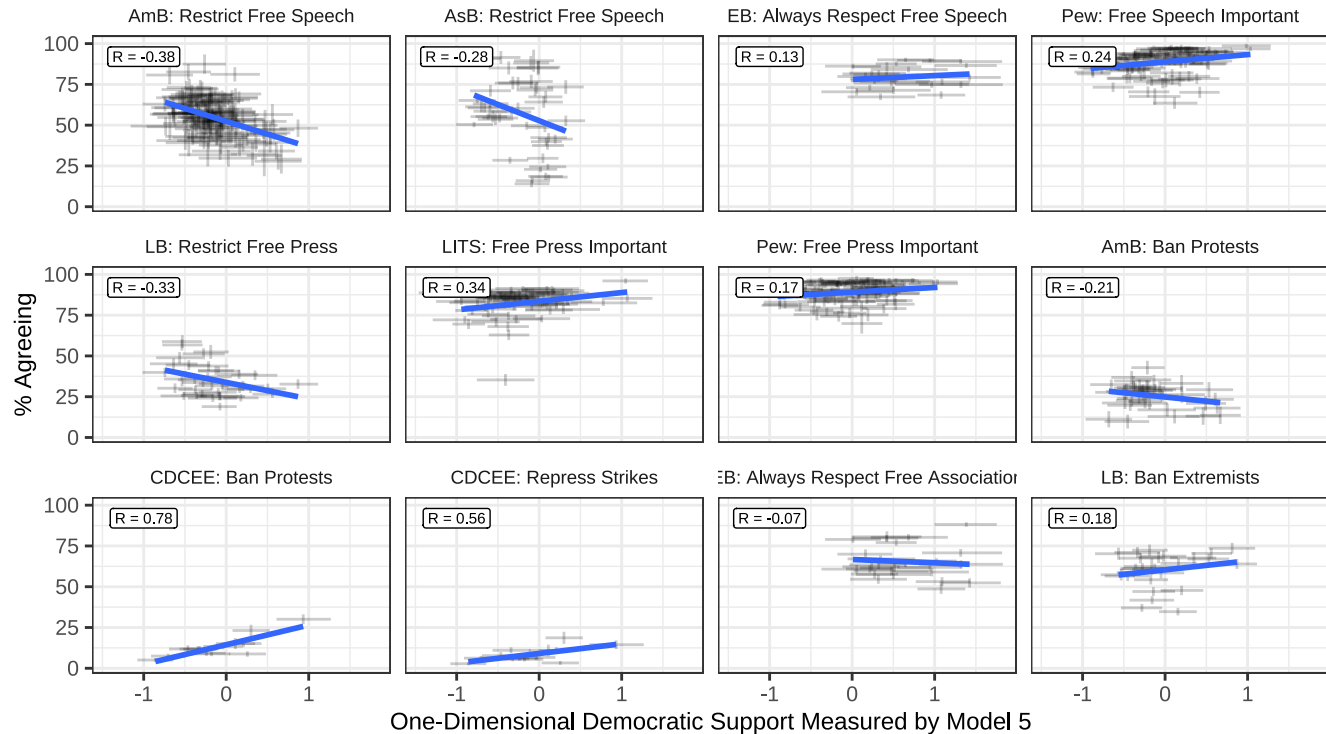 AmB: Restrict Free Speech
AsB: Restrict Free Speech
EB: Always Respect Free Speech
Pew: Free Speech Important
100
75
50
25
0
R = -0.38
R = -0.28
R = 0.13
R = 0.24
LB: Restrict Free Press
LITS: Free Press Important
Pew: Free Press Important
AmB: Ban Protests
100
75
50
25
0
R = -0.33
R = 0.34
R = 0.17
R = -0.21
% Agreeing
CDCEE: Ban Protests
CDCEE: Repress Strikes
EB: Always Respect Free Association
LB: Ban Extremists
100
75
50
25
0
R = 0.78
R = 0.56
R = -0.07
R = 0.18
-1 0 1
-1 0 1
-1 0 1
-1 0 1
One-Dimensional Democratic Support Measured by Model 5